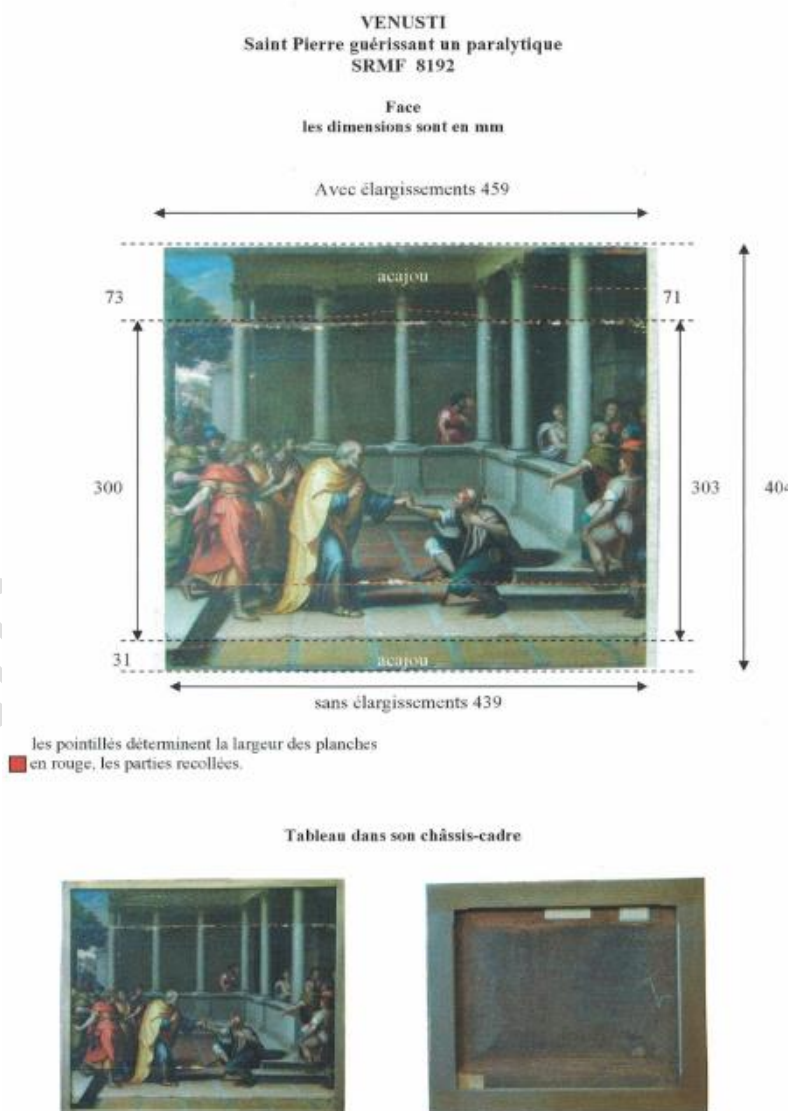 VENUSTI
Saint Pierre guérissant un paralytique
SRMF 8192
Face
les dimensions sont en mm
Avec élargissements 459
acajou
73
71
300
303
404
31
acajou
sans élargissements 439
les pointillés déterminent la largeur des planches
en rouge, les parties recollées.
Tableau dans son châssis-cadre